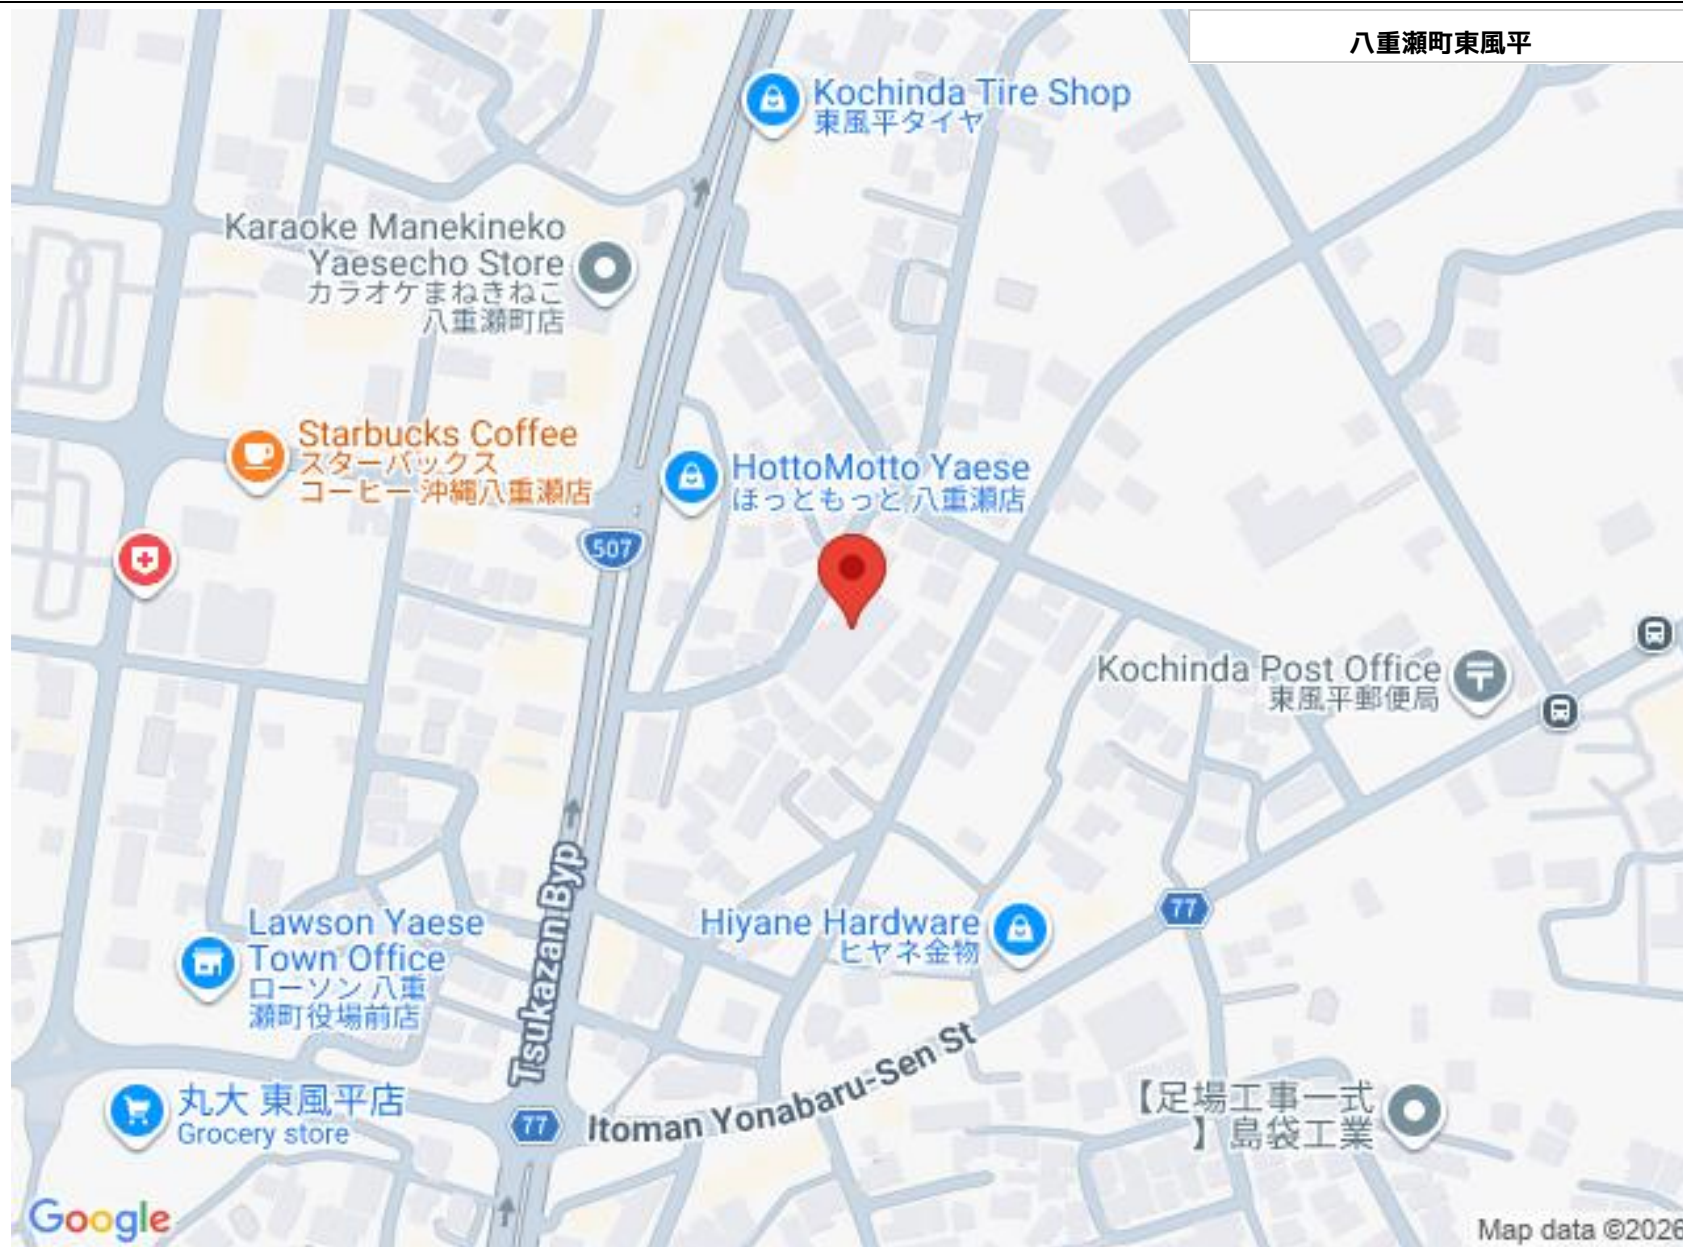 八重瀬町東風平
Kochinda Tire Shop
東風平タイヤ
Karaoke Manekineko
Yaesecho Store
カラオケまねきねこ
八重瀬町店
Starbucks Coffee
スターバックス
コーヒー 沖縄八重瀬店
HottoMotto Yaese
ほっともっと 八重瀬店
507
Kochinda Post Office
東風平郵便局
Tsukazan Byp
Lawson Yaese
Town Office
ローソン 八重
瀬町役場前店
Hiyane Hardware
ヒヤネ金物
77
丸大 東風平店
Grocery store
77
Itoman Yonabaru-Sen St
【足場工事一式
】島袋工業
Google
Map data ©2026